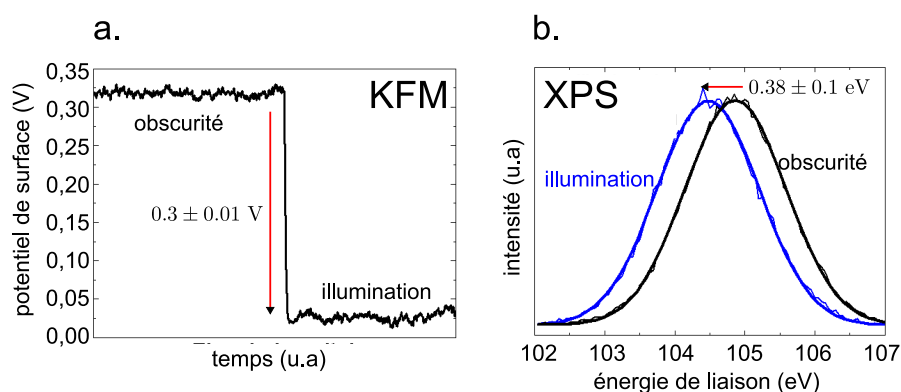 a.
KFM
potentiel de surface (V)
0,35
0,30
0,25
0,20
0,15
0,10
0,05
0,00
obscurité
0.3 ± 0.01 V
illumination
temps (u.a)
b.
XPS
0.38 ± 0.1 eV
illumination
obscurité
intensité (u.a)
102 103 104 105 106 107
énergie de liaison (eV)